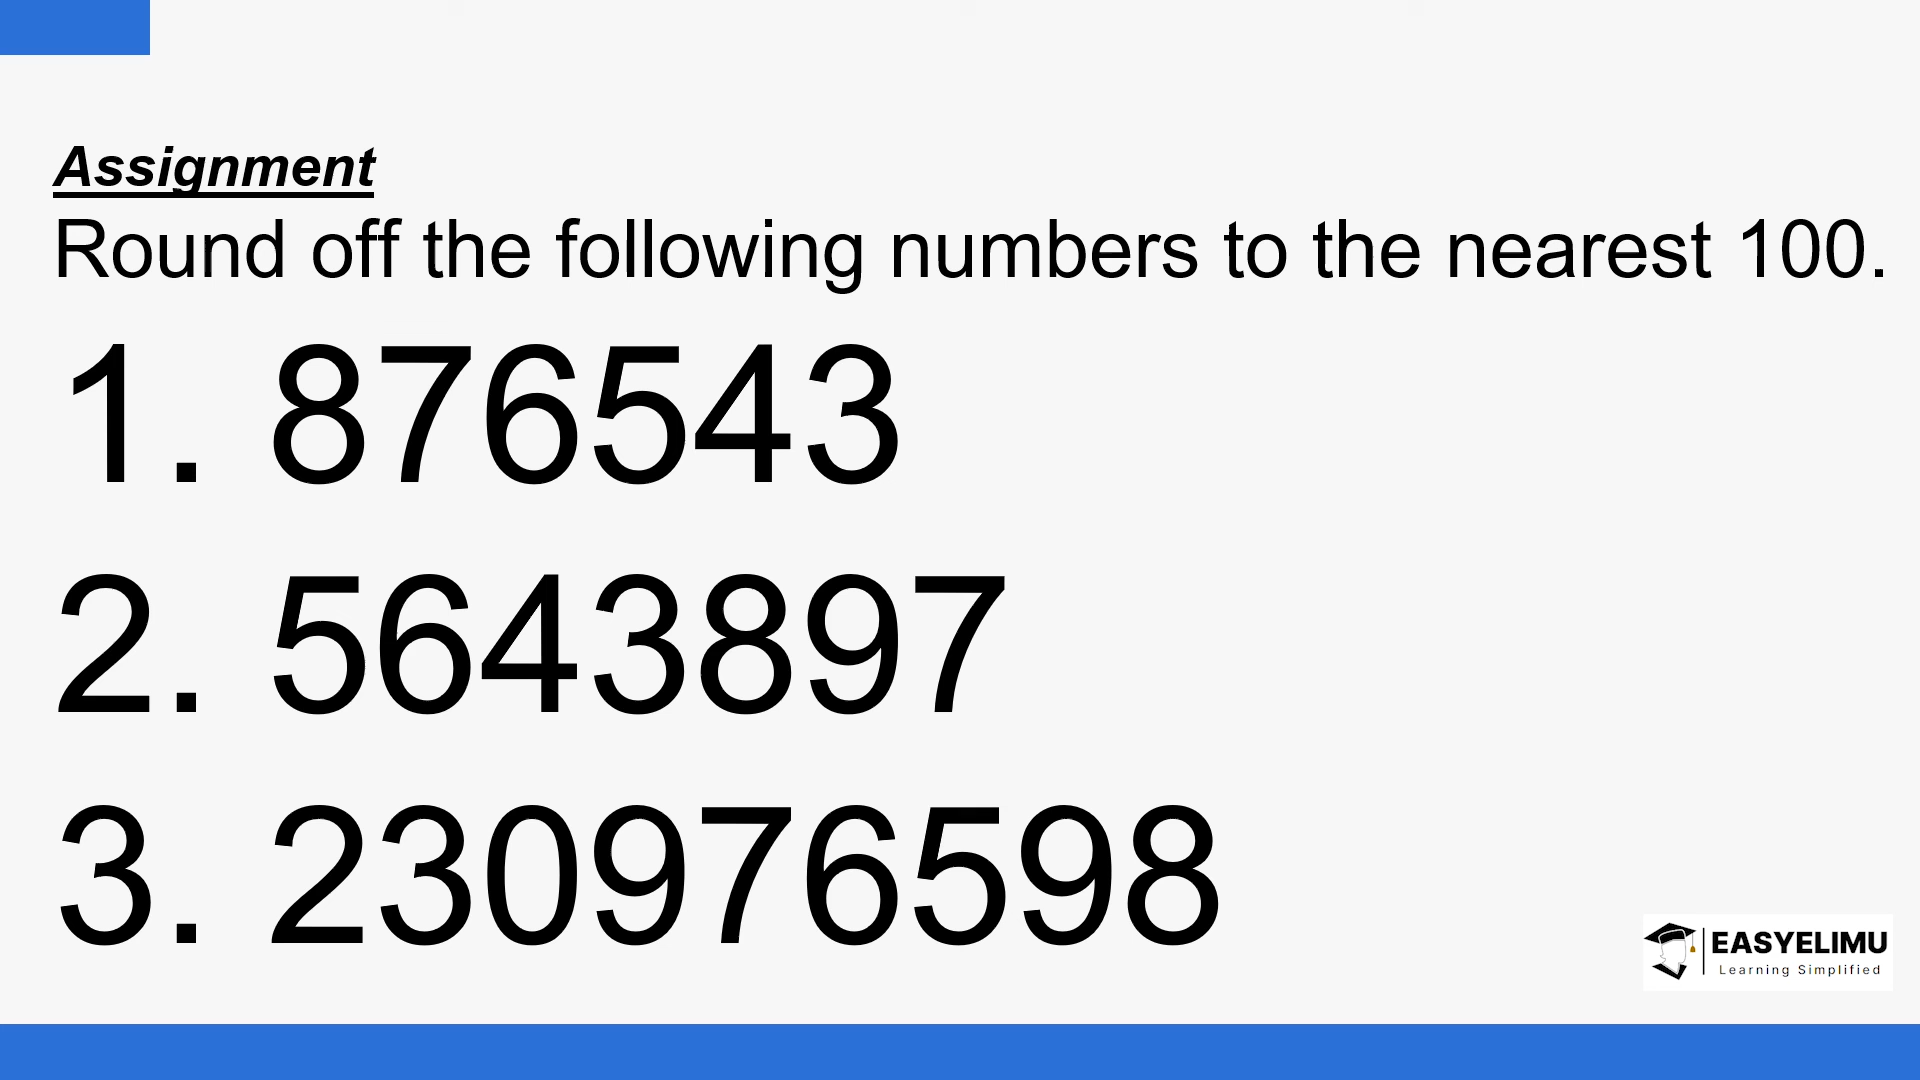 Assignment
Round off the following numbers to the nearest 100.
1. 876543
2. 5643897
3. 230976598
EASYELIMU
Learning Simplified